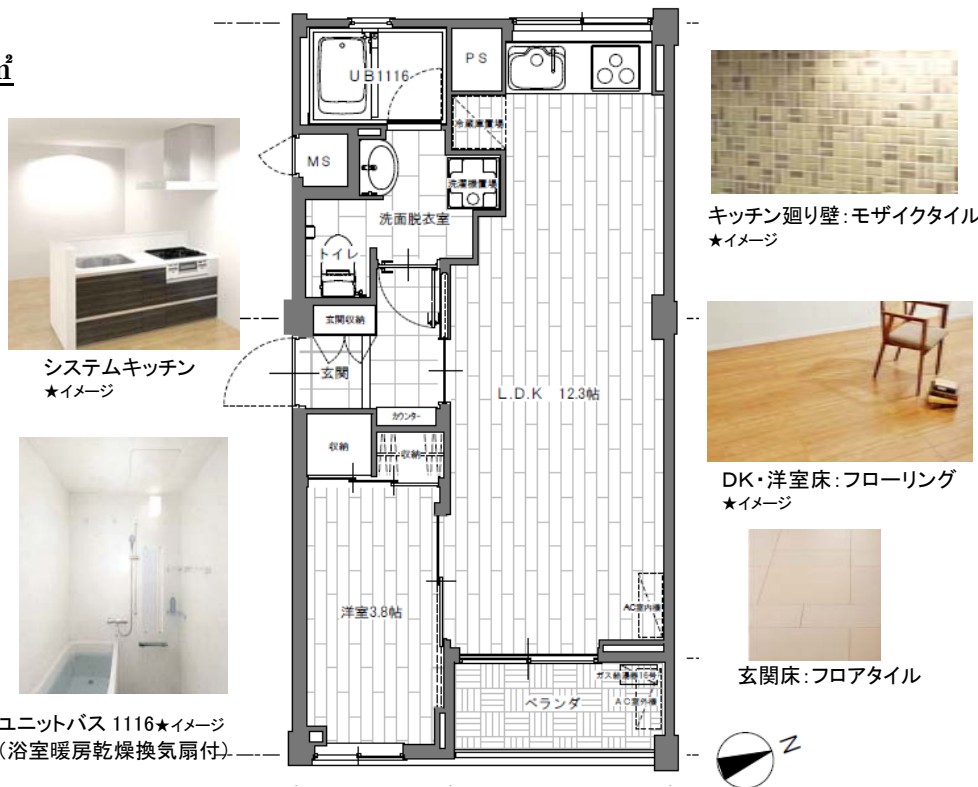 ㎡
システムキッチン
★イメージ
ユニットバス 1116★イメージ
(浴室暖房乾燥換気扇付)
UB1116
PS
冷蔵庫置場
MS
洗濯機置場
洗面脱衣室
トイレ
玄関収納
玄関
L.D.K 12.3帖
カウンター
収納
収納
洋室3.8帖
AC室内機
ガス給湯器16号
ベランダ
AC室外機
キッチン廻り壁：モザイクタイル
★イメージ
DK・洋室床：フローリング
★イメージ
玄関床：フロアタイル
N